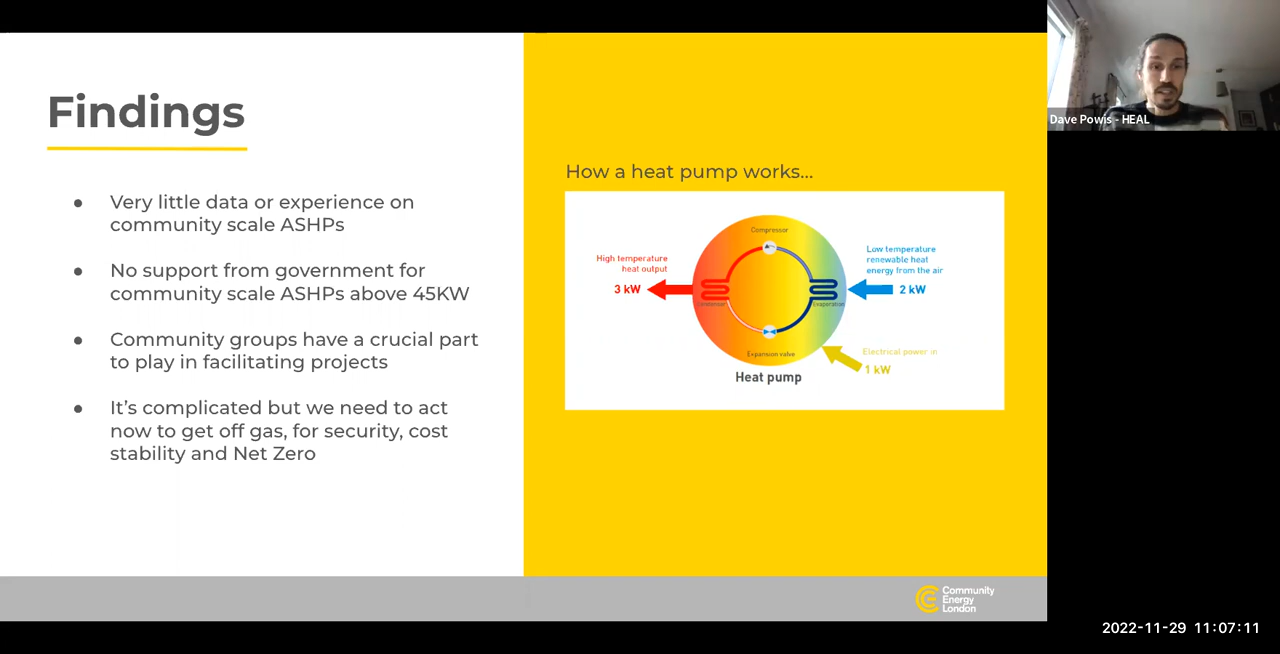 Findings
Very little data or experience on
community scale ASHPs
No support from government for
community scale ASHPs above 45KW
Community groups have a crucial part
to play in facilitating projects
It’s complicated but we need to act
now to get off gas, for security, cost
stability and Net Zero
How a heat pump works...
Compressor
High temperature
heat output
3 kW
Low temperature
renewable heat
energy from the air
2 kW
Evaporation
Expansion valve
Electrical power in
1 kW
Heat pump
Community
Energy
London
Dave Powis - HEAL
2022-11-29 11:07:11